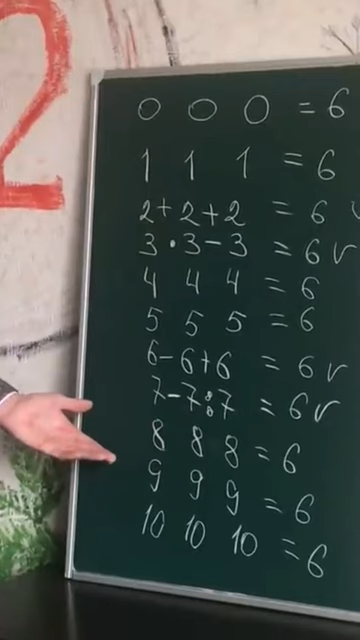 2
0 0 0 = 6
1 1 1 = 6
2+2+2 = 6 v
3·3-3 = 6 v
4 4 4 = 6
5 5 5 = 6
6-6+6 = 6 v
7-7:7 = 6 v
8 8 8 = 6
9 9 9 = 6
10 10 10 = 6